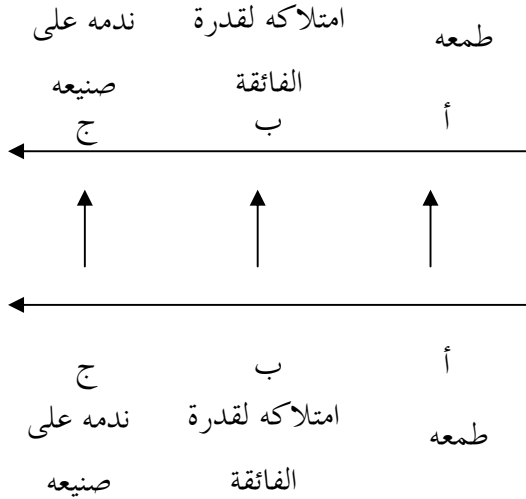 طمعه
امتلاكه لقدرة
الفائقة
ندمه على
صنيعه
أ ب ج
أ ب ج
طمعه
امتلاكه لقدرة
الفائقة
ندمه على
صنيعه